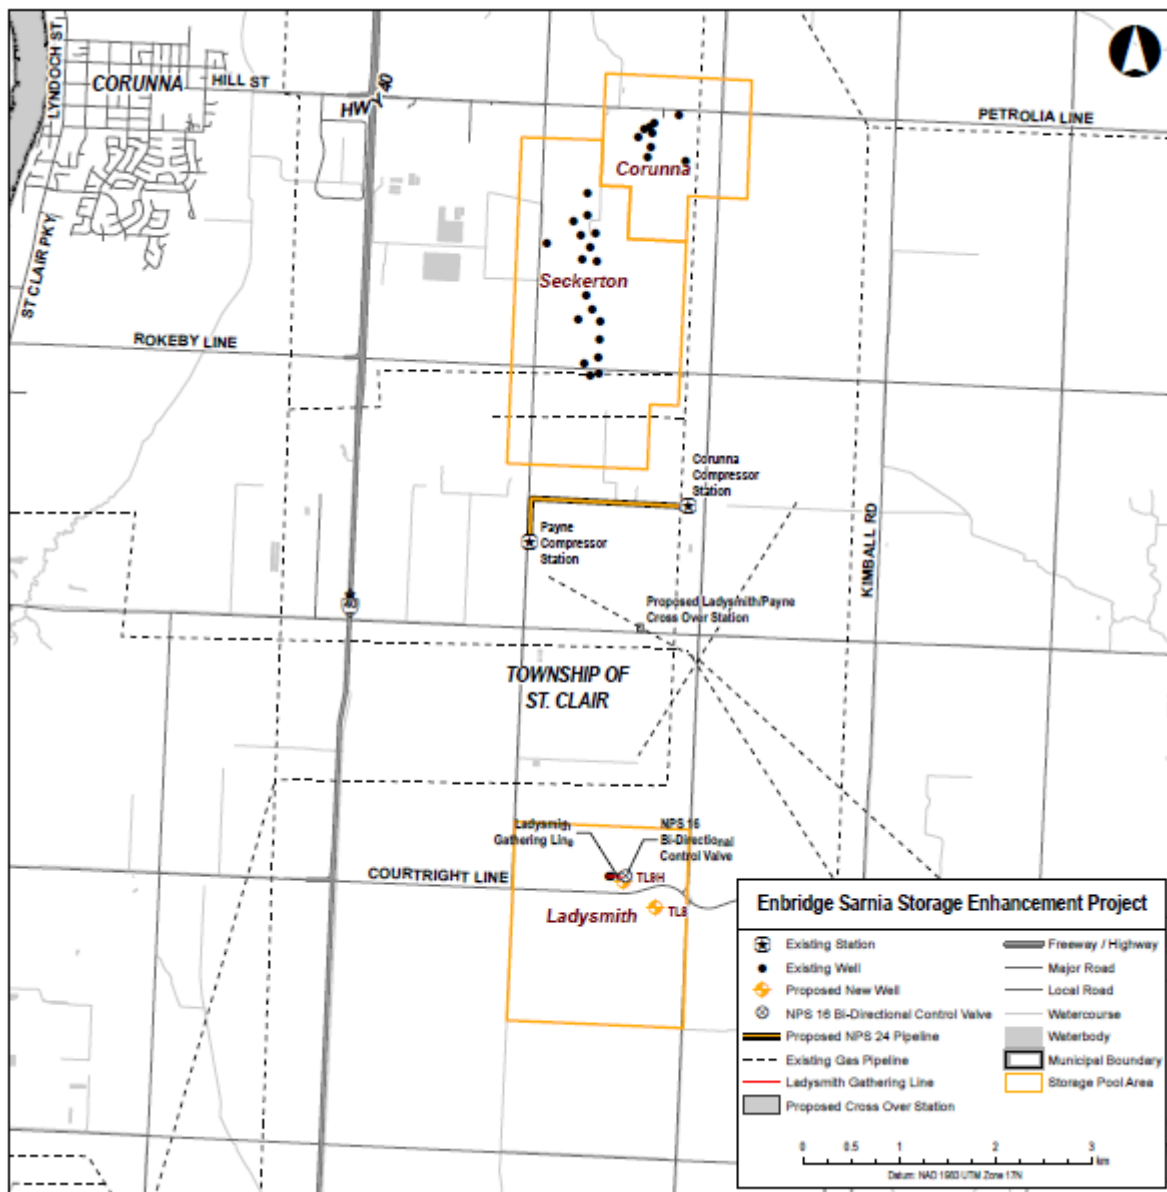 LYNDOCH ST
CORUNNA
HILL ST
HWY 40
PETROLIA LINE
Corunna
ST CLAIR PKY
Seckerton
ROKEBY LINE
Corunna
Compressor
Station
Payne
Compressor
Station
KIMBALL RD
40
Proposed Ladysmith/Payne
Cross Over Station
TOWNSHIP OF
ST. CLAIR
Ladysmith
Gathering Line
NPS 16
Bi-Directional
Control Valve
COURTRIGHT LINE
TL9H
Ladysmith
TL8
Enbridge Sarnia Storage Enhancement Project
Existing Station
Existing Well
Proposed New Well
NPS 16 Bi-Directional Control Valve
Proposed NPS 24 Pipeline
Existing Gas Pipeline
Ladysmith Gathering Line
Proposed Cross Over Station
Freeway / Highway
Major Road
Local Road
Watercourse
Waterbody
Municipal Boundary
Storage Pool Area
0 0.5 1 2 3
km
Datum: NAD 1983 UTM Zone 17N